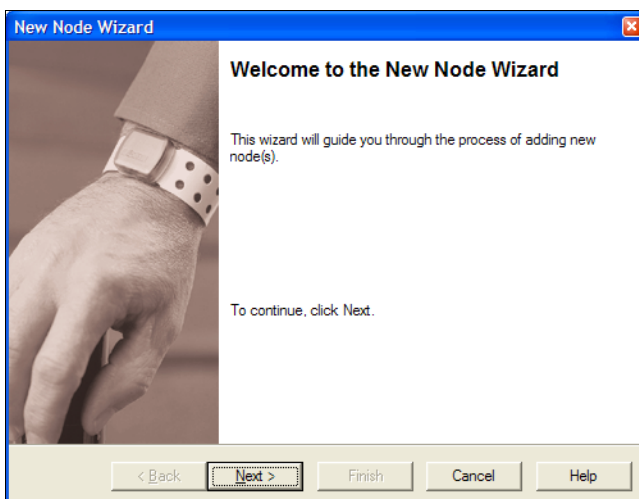 New Node Wizard
Welcome to the New Node Wizard
This wizard will guide you through the process of adding new
node(s).
To continue, click Next.
< Back
Next >
Finish
Cancel
Help